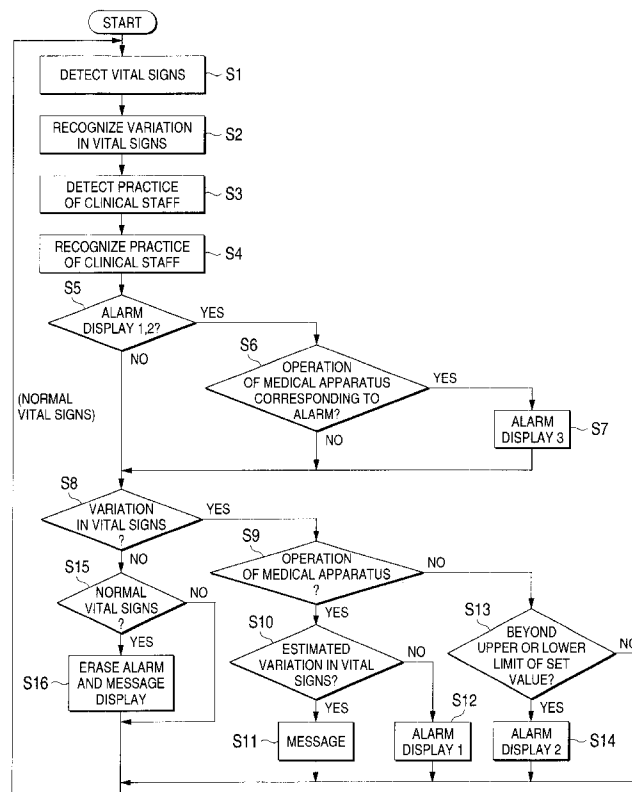 START
DETECT VITAL SIGNS
S1
RECOGNIZE VARIATION
IN VITAL SIGNS
S2
DETECT PRACTICE
OF CLINICAL STAFF
S3
RECOGNIZE PRACTICE
OF CLINICAL STAFF
S4
S5
ALARM
DISPLAY 1,2?
YES
NO
S6
OPERATION
OF MEDICAL APPARATUS
CORRESPONDING TO
ALARM?
YES
NO
ALARM
DISPLAY 3
S7
(NORMAL
VITAL SIGNS)
S8
VARIATION
IN VITAL SIGNS
?
YES
NO
S9
OPERATION
OF MEDICAL APPARATUS
?
NO
YES
S15
NORMAL
VITAL SIGNS
?
NO
YES
S10
ESTIMATED
VARIATION IN VITAL
SIGNS?
NO
YES
S13
BEYOND
UPPER OR LOWER
LIMIT OF SET
VALUE?
NO
YES
S16
ERASE ALARM
AND MESSAGE
DISPLAY
S11
MESSAGE
S12
ALARM
DISPLAY 1
ALARM
DISPLAY 2
S14